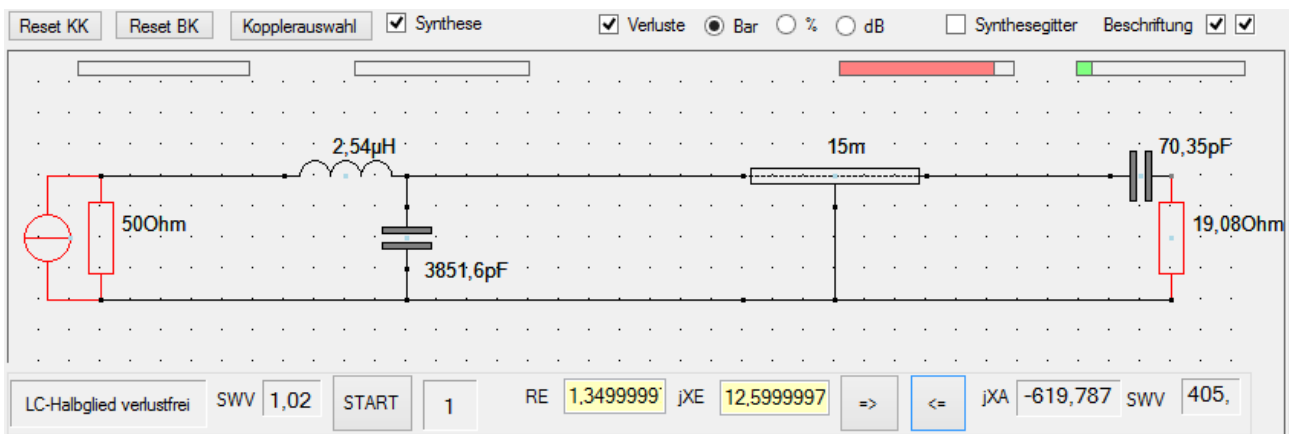 Reset KK Reset BK Kopplerauswahl Synthese Verluste Bar % dB Synthesegitter Beschriftung
2,54µH 15m 70,35pF
50Ohm 19,08Ohm
3851,6pF
LC-Halbglied verlustfrei SWV 1,02 START 1 RE 1,3499999 jXE 12,5999997 => <= jXA -619,787 SWV 405,